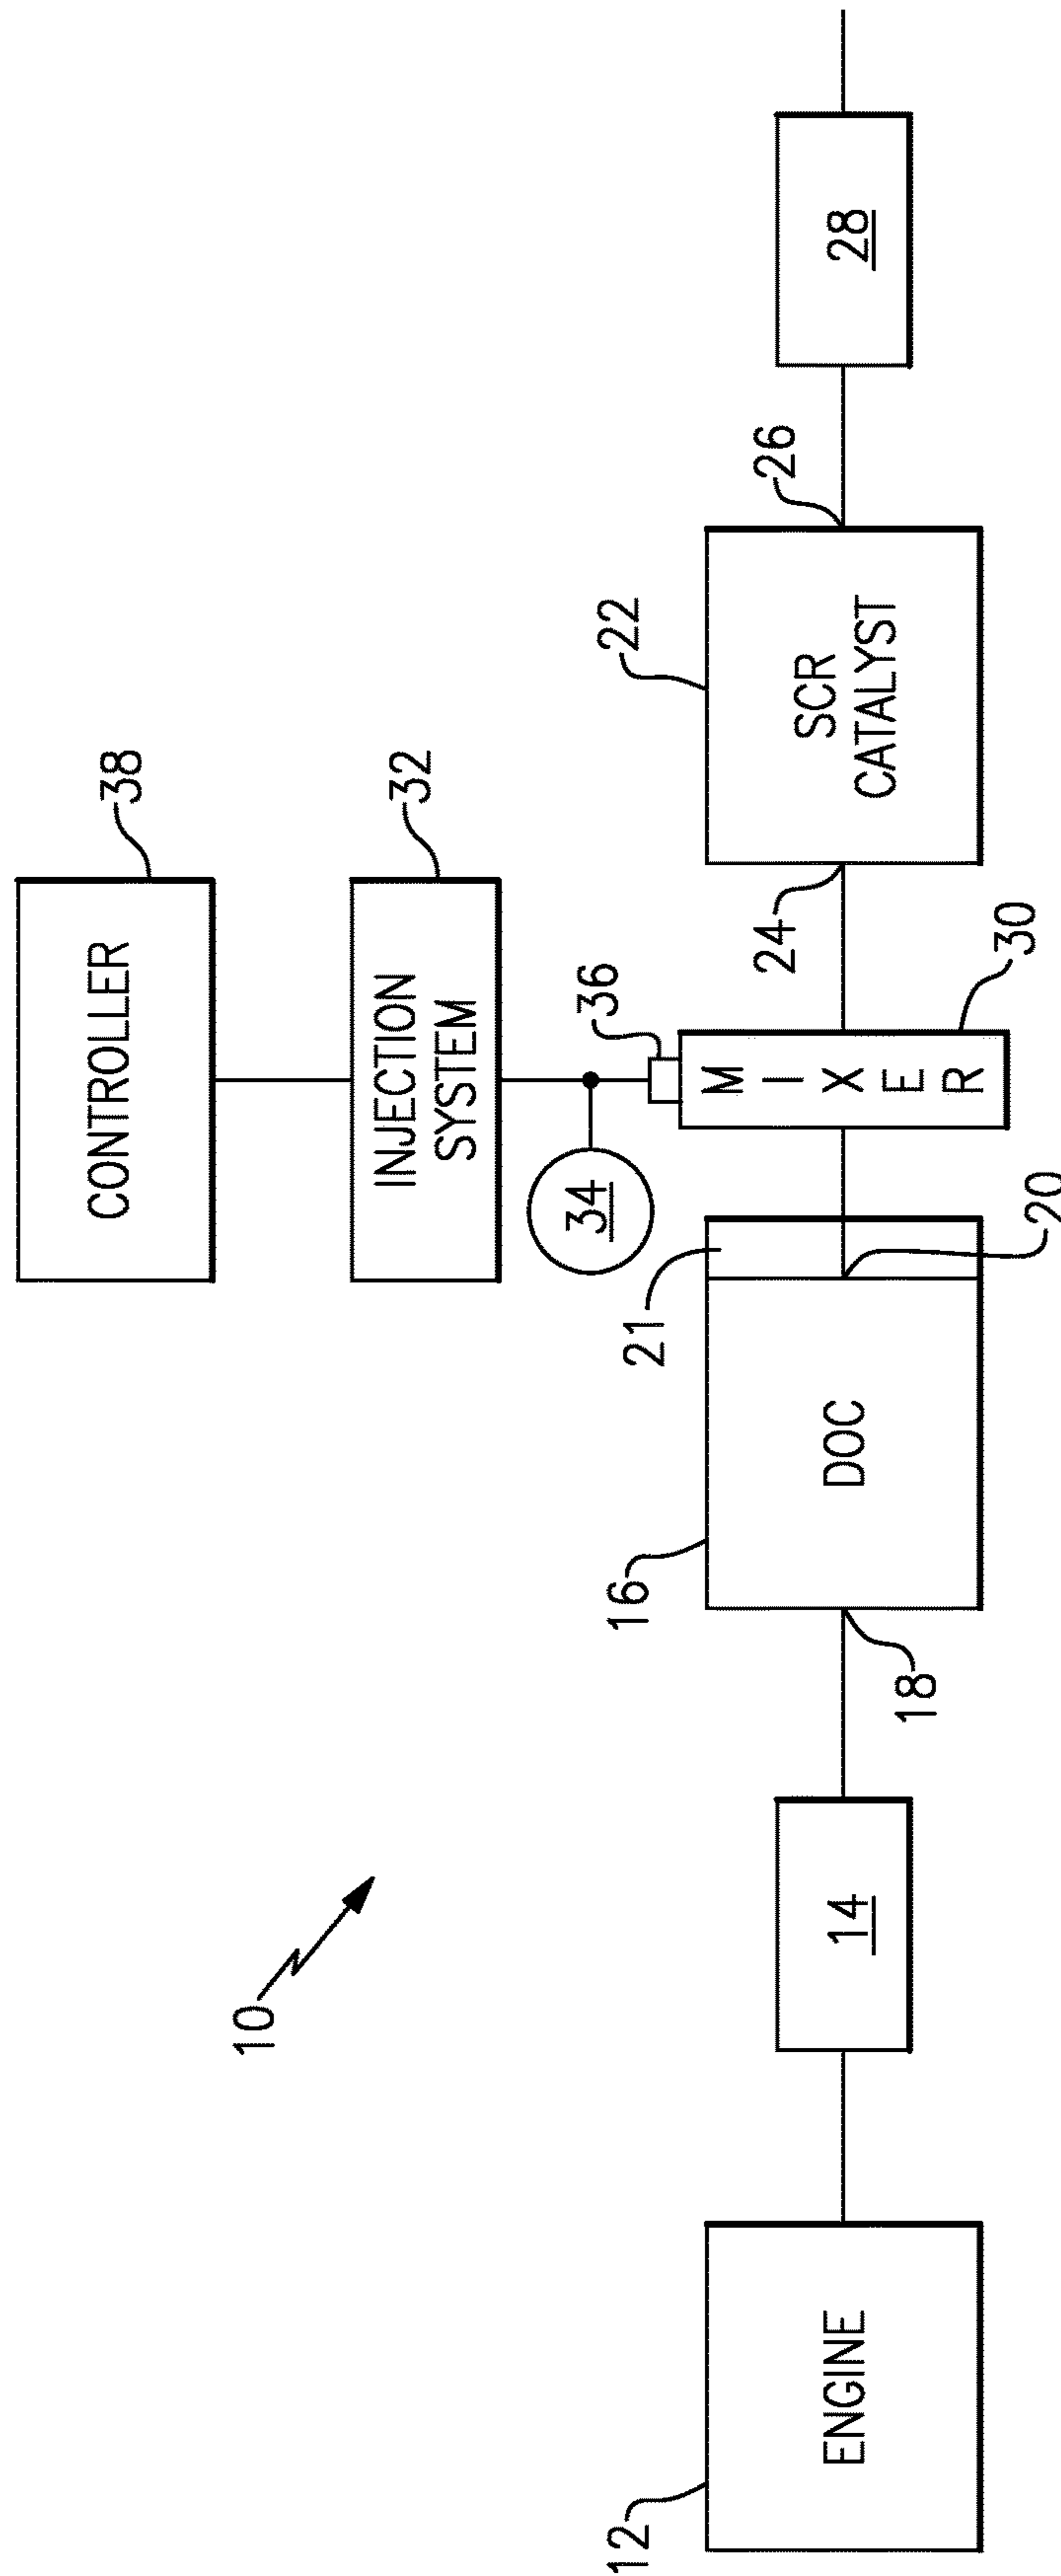 10
CONTROLLER
38
INJECTION
SYSTEM
32
34
36
12
ENGINE
14
16
DOC
18
21
20
MIXER
30
22
SCR
CATALYST
24
26
28